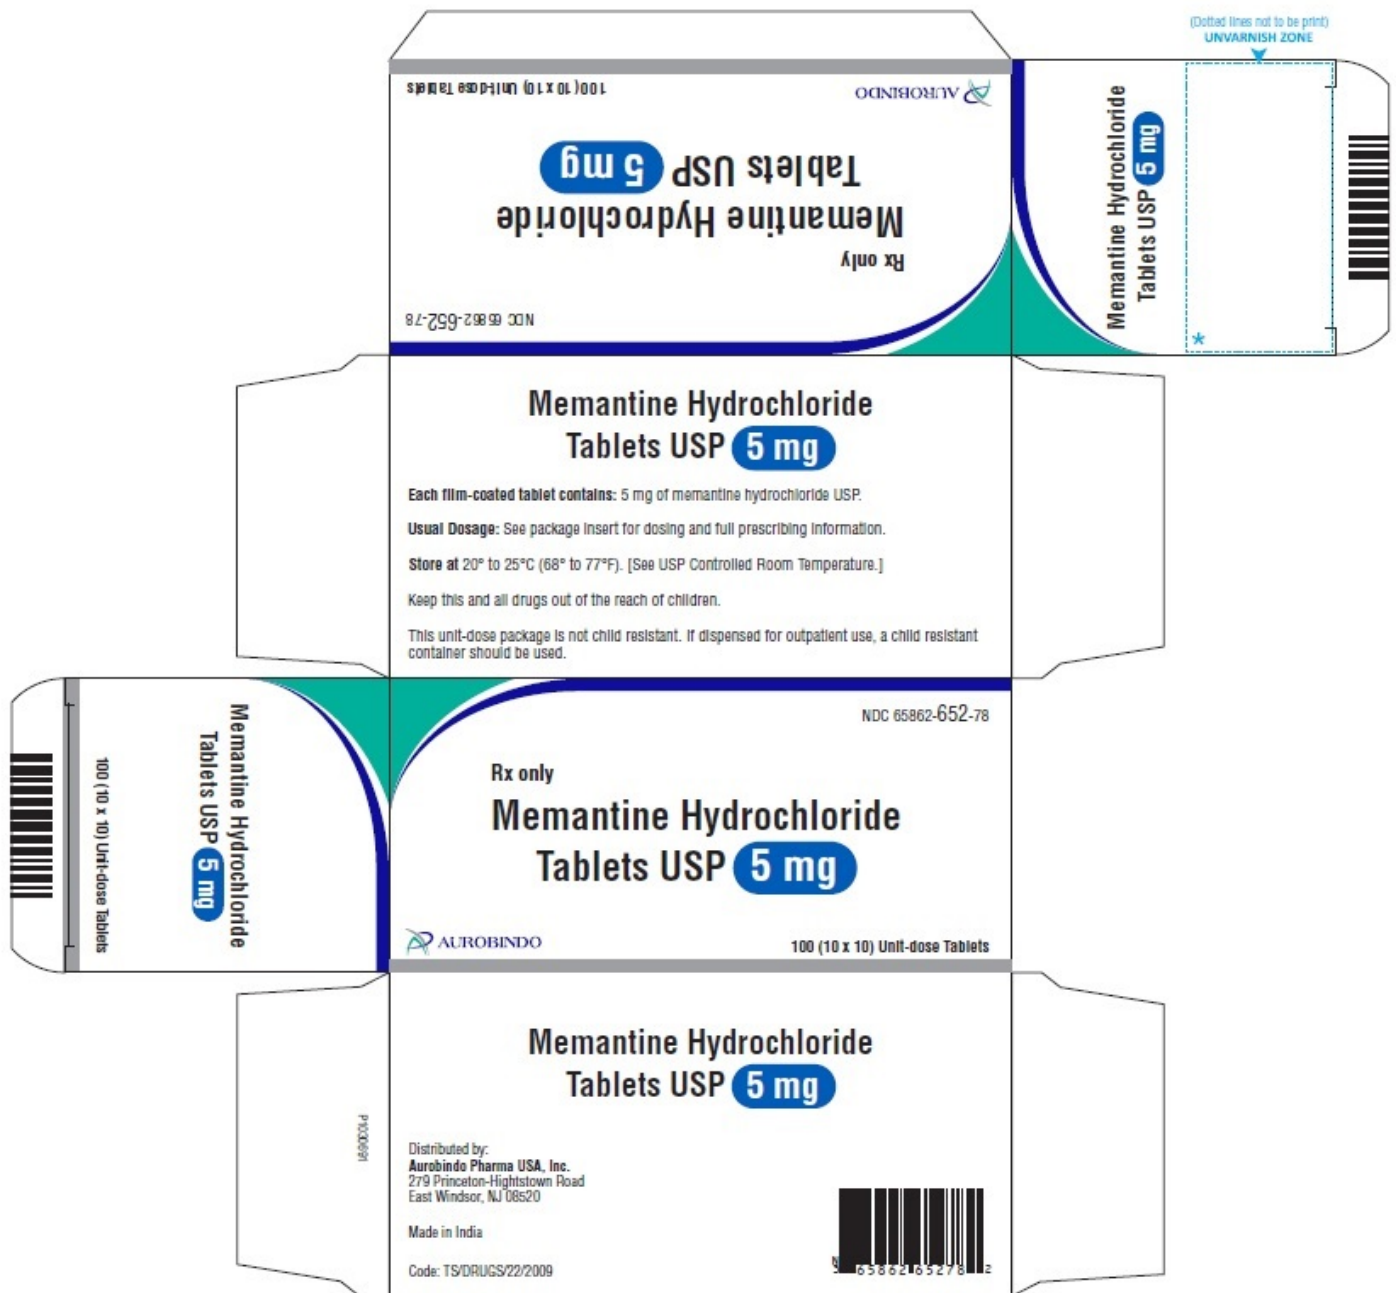 (Dotted lines not to be print)
UNVARNISH ZONE
100 (10 x 10) Unit-dose Tablets
AUROBINDO
Memantine Hydrochloride
Tablets USP 5 mg
Rx only
NDC 65862-652-78
Memantine Hydrochloride
Tablets USP 5 mg
*
Memantine Hydrochloride
Tablets USP 5 mg
Each film-coated tablet contains: 5 mg of memantine hydrochloride USP.
Usual Dosage: See package insert for dosing and full prescribing information.
Store at 20° to 25°C (68° to 77°F). [See USP Controlled Room Temperature.]
Keep this and all drugs out of the reach of children.
This unit-dose package is not child resistant. If dispensed for outpatient use, a child resistant
container should be used.
Memantine Hydrochloride
Tablets USP 5 mg
100 (10 x 10) Unit-dose Tablets
NDC 65862-652-78
Rx only
Memantine Hydrochloride
Tablets USP 5 mg
AUROBINDO
100 (10 x 10) Unit-dose Tablets
Memantine Hydrochloride
Tablets USP 5 mg
P1030691
Distributed by:
Aurobindo Pharma USA, Inc.
279 Princeton-Hightstown Road
East Windsor, NJ 08520
Made in India
Code: TS/DRUGS/22/2009
65862 65278 2